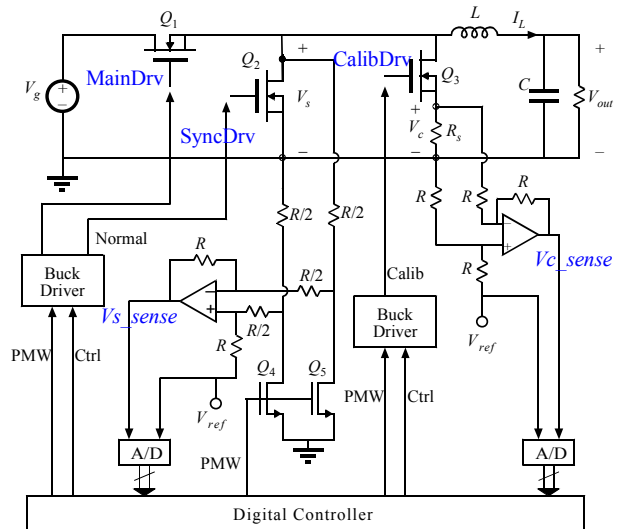 Q1
L
IL
Q2
CalibDrv
Q3
MainDrv
Vg
+
−
+
Vs
−
+
Vc
−
Rs
C
+
Vout
−
SyncDrv
R/2
R/2
R
R
R
−
+
Normal
R
Vc_sense
Buck
Driver
R/2
−
+
Vs_sense
R/2
R
Calib
Buck
Driver
Vref
PMW
Ctrl
Q4
Q5
Vref
PMW
Ctrl
A/D
PMW
A/D
Digital Controller